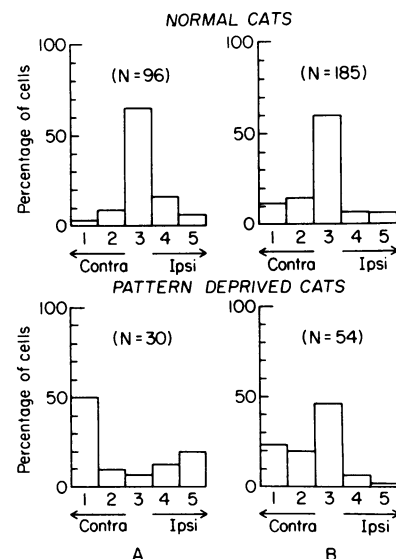 NORMAL CATS
Percentage of cells
100
50
0
(N=96)
1 2 3 4 5
Contra Ipsi
100
50
0
(N=185)
1 2 3 4 5
Contra Ipsi
PATTERN DEPRIVED CATS
Percentage of cells
100
50
0
(N=30)
1 2 3 4 5
Contra Ipsi
A
100
50
0
(N=54)
1 2 3 4 5
Contra Ipsi
B